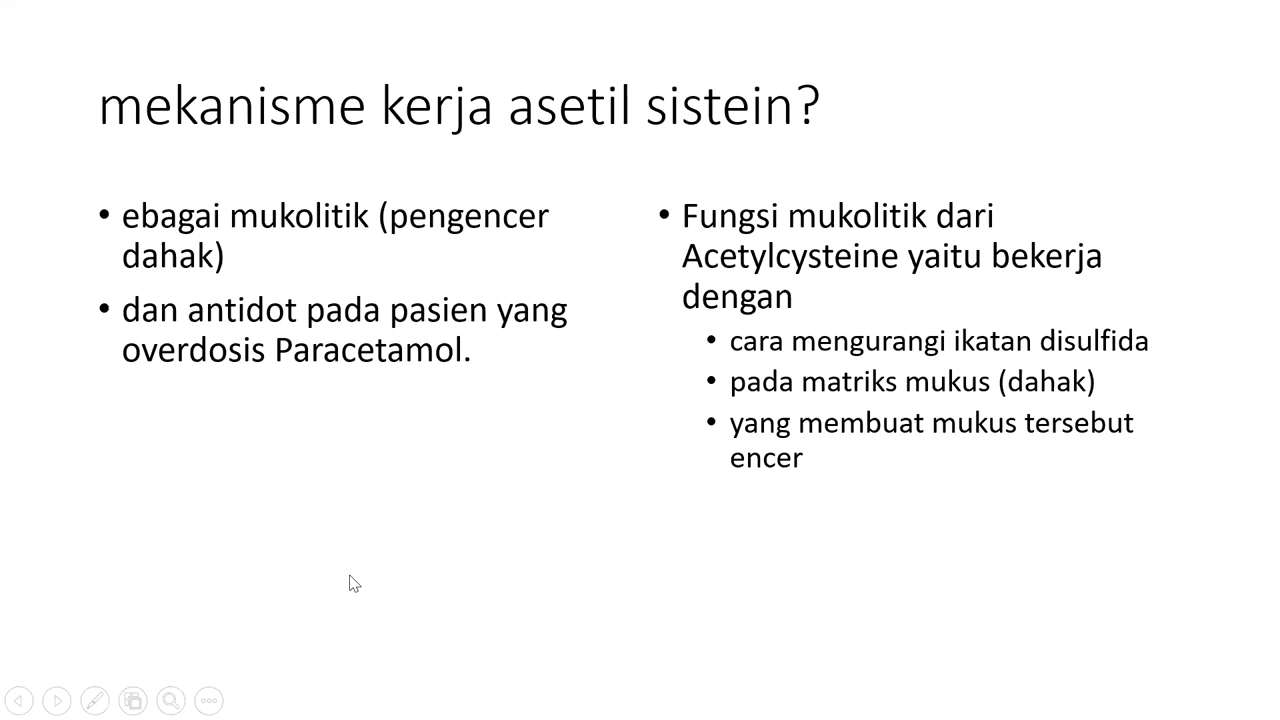 mekanisme kerja asetil sistein?
• ebagai mukolitik (pengencer
dahak)
• dan antidot pada pasien yang
overdosis Paracetamol.
• Fungsi mukolitik dari
Acetylcysteine yaitu bekerja
dengan
• cara mengurangi ikatan disulfida
• pada matriks mukus (dahak)
• yang membuat mukus tersebut
encer